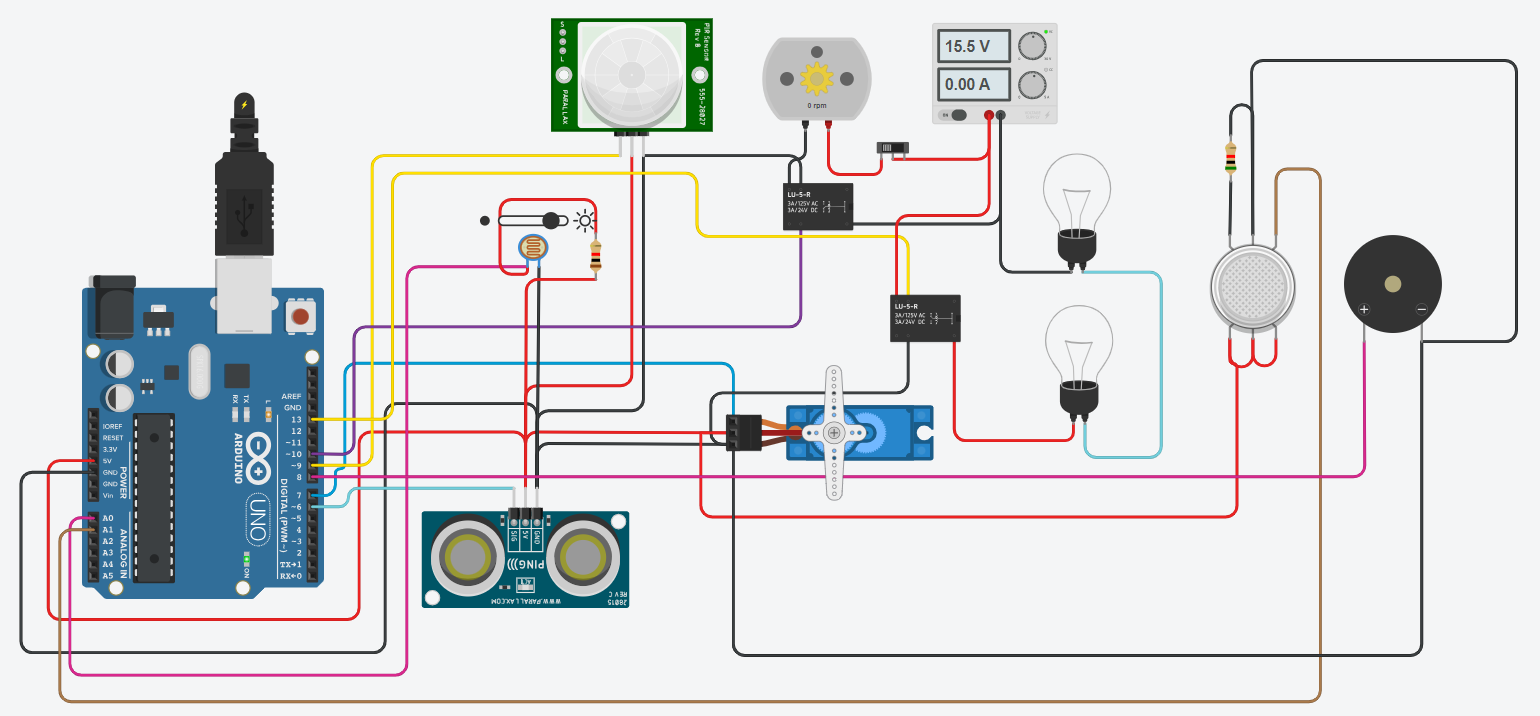 S
L
PARALLAX
PIR Sensor#
Rev B
555-28027
0 rpm
15.5 V
0.00 A
LU-5-R
3A/125V AC
3A/24V DC
LU-5-R
3A/125V AC
3A/24V DC
+
−
AREF
GND
13
12
~11
~10
~9
8
7
~6
~5
4
~3
2
TX→1
RX←0
DIGITAL (PWM~)
RX
TX
L
ARDUINO
UNO
ON
IOREF
RESET
3.3V
5V
GND
GND
Vin
POWER
A0
A1
A2
A3
A4
A5
ANALOG IN
SIG
5V
GND
PING)))
WWW.PARALLAX.COM
28015
REV C